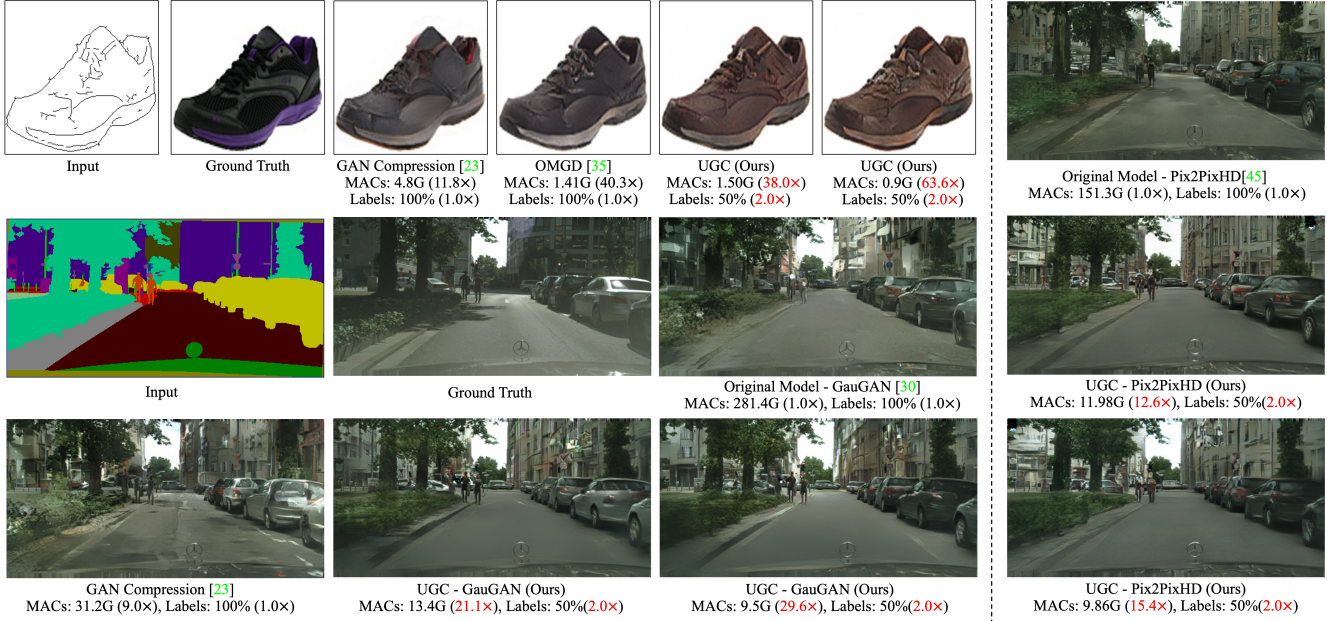 Input
Ground Truth
GAN Compression [23]
MACs: 4.8G (11.8×)
Labels: 100% (1.0×)
OMGD [35]
MACs: 1.41G (40.3×)
Labels: 100% (1.0×)
UGC (Ours)
MACs: 1.50G (38.0×)
Labels: 50% (2.0×)
UGC (Ours)
MACs: 0.9G (63.6×)
Labels: 50% (2.0×)
Original Model - Pix2PixHD[45]
MACs: 151.3G (1.0×), Labels: 100% (1.0×)
Input
Ground Truth
Original Model - GauGAN [30]
MACs: 281.4G (1.0×), Labels: 100% (1.0×)
UGC - Pix2PixHD (Ours)
MACs: 11.98G (12.6×), Labels: 50%(2.0×)
GAN Compression [23]
MACs: 31.2G (9.0×), Labels: 100% (1.0×)
UGC - GauGAN (Ours)
MACs: 13.4G (21.1×), Labels: 50%(2.0×)
UGC - GauGAN (Ours)
MACs: 9.5G (29.6×), Labels: 50%(2.0×)
UGC - Pix2PixHD (Ours)
MACs: 9.86G (15.4×), Labels: 50%(2.0×)